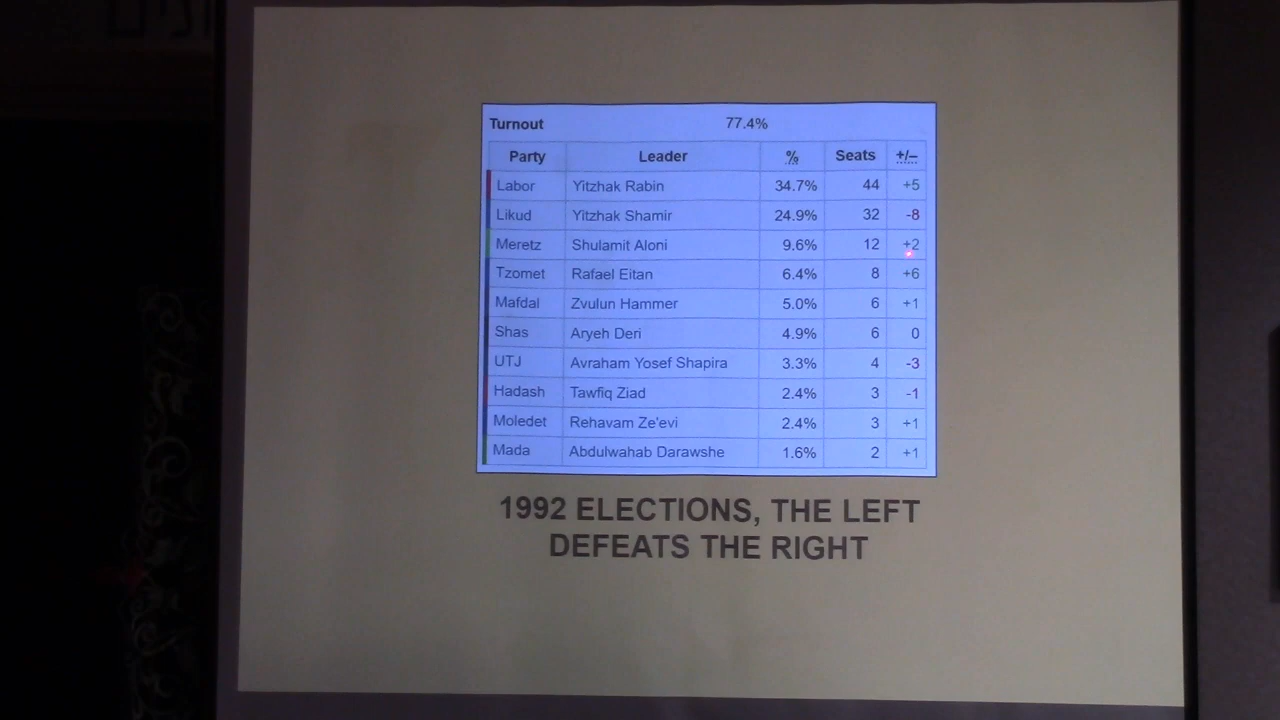 Turnout 77.4%
Party Leader % Seats +/–
Labor Yitzhak Rabin 34.7% 44 +5
Likud Yitzhak Shamir 24.9% 32 -8
Meretz Shulamit Aloni 9.6% 12 +2
Tzomet Rafael Eitan 6.4% 8 +6
Mafdal Zvulun Hammer 5.0% 6 +1
Shas Aryeh Deri 4.9% 6 0
UTJ Avraham Yosef Shapira 3.3% 4 -3
Hadash Tawfiq Ziad 2.4% 3 -1
Moledet Rehavam Ze'evi 2.4% 3 +1
Mada Abdulwahab Darawshe 1.6% 2 +1
1992 ELECTIONS, THE LEFT
DEFEATS THE RIGHT